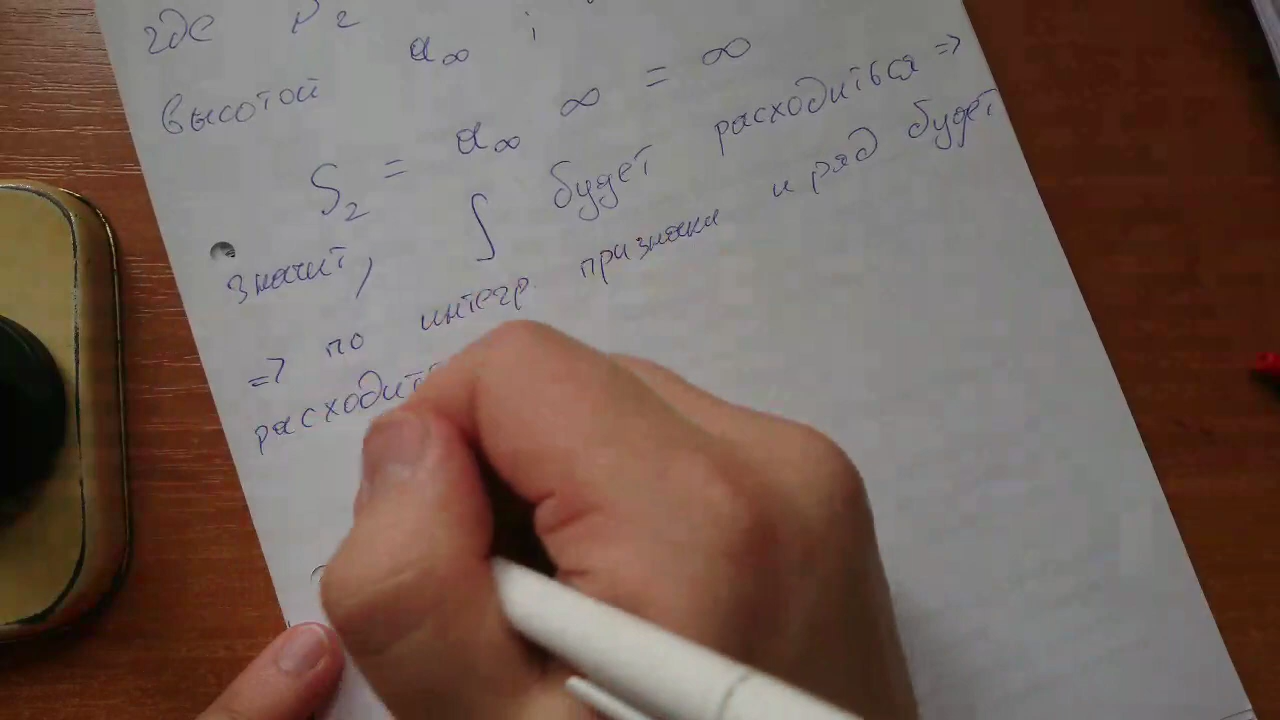 где
высотой a∞ ;
S₂ = a∞ ∞ = ∞
значит, ∫ будет расходиться =>
=> по интегр. признаки и ряд будет
расходит